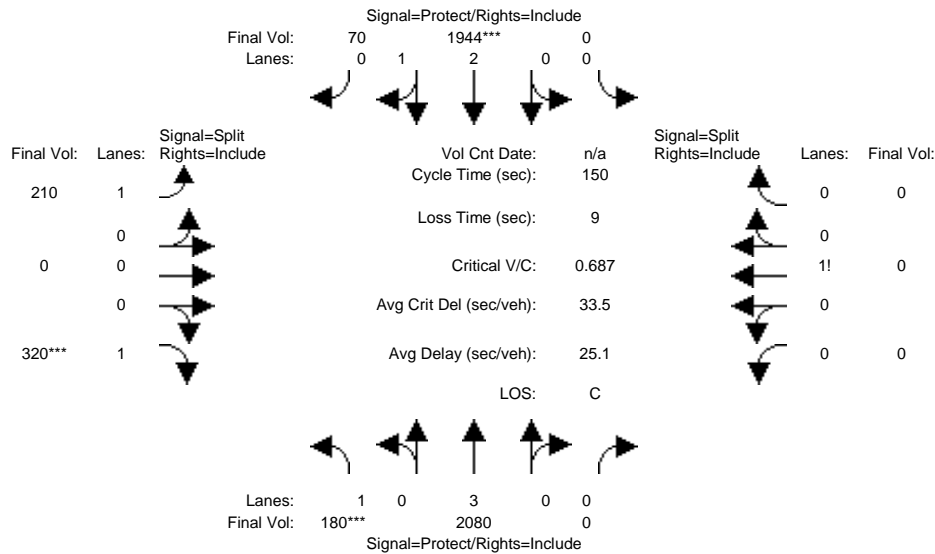 Signal=Protect/Rights=Include
Final Vol: 70 1944*** 0
Lanes: 0 1 2 0 0
Signal=Split Signal=Split
Final Vol: Lanes: Rights=Include Vol Cnt Date: n/a Rights=Include Lanes: Final Vol:
Cycle Time (sec): 150
210 1 0 0
Loss Time (sec): 9
0 0
0 0 Critical V/C: 0.687 1! 0
0 Avg Crit Del (sec/veh): 33.5 0
320*** 1 Avg Delay (sec/veh): 25.1 0 0
LOS: C
Lanes: 1 0 3 0 0
Final Vol: 180*** 2080 0
Signal=Protect/Rights=Include